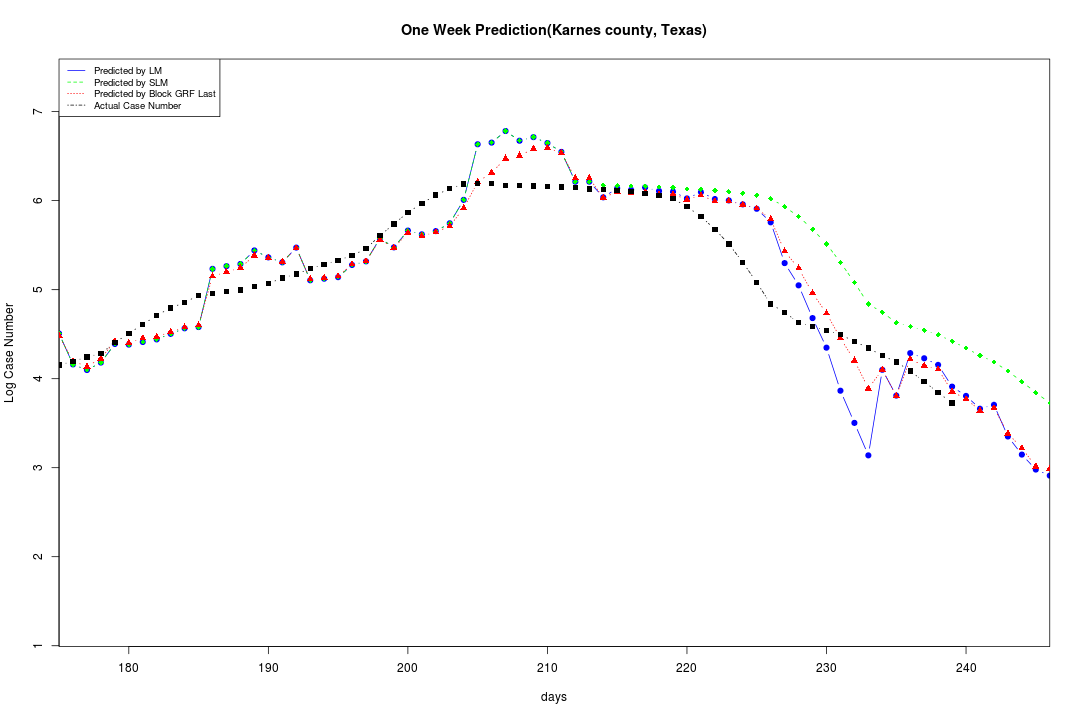 One Week Prediction(Karnes county, Texas)
Predicted by LM
Predicted by SLM
Predicted by Block GRF Last
Actual Case Number
7
6
5
4
3
2
1
Log Case Number
180 190 200 210 220 230 240
days